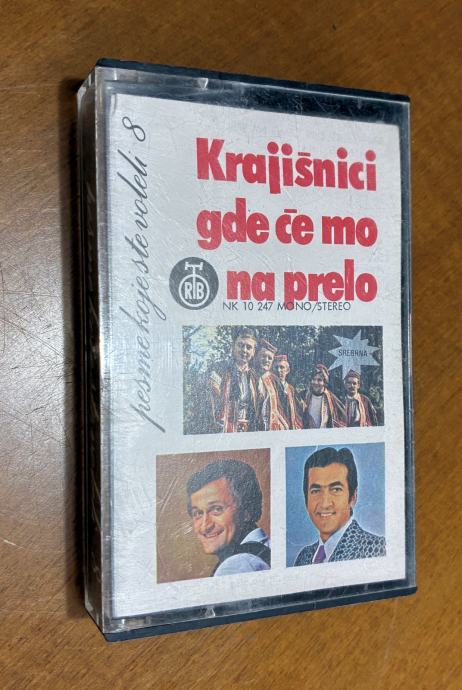 pesme koje ste voleli 8
Krajišnici
gde će mo
na prelo
RTB
NK 10 247 MONO/STEREO
SREBRNA